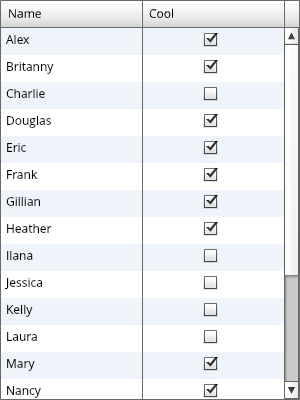 Name Cool
Alex
Britanny
Charlie
Douglas
Eric
Frank
Gillian
Heather
Ilana
Jessica
Kelly
Laura
Mary
Nancy